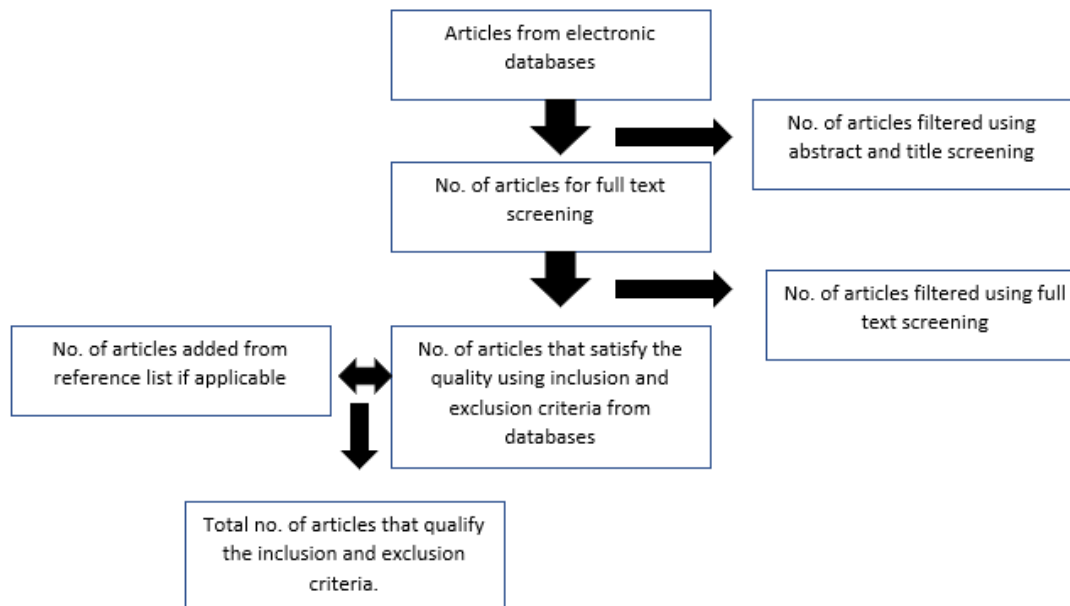 Articles from electronic
databases
No. of articles filtered using
abstract and title screening
No. of articles for full text
screening
No. of articles filtered using full
text screening
No. of articles added from
reference list if applicable
No. of articles that satisfy the
quality using inclusion and
exclusion criteria from
databases
Total no. of articles that qualify
the inclusion and exclusion
criteria.